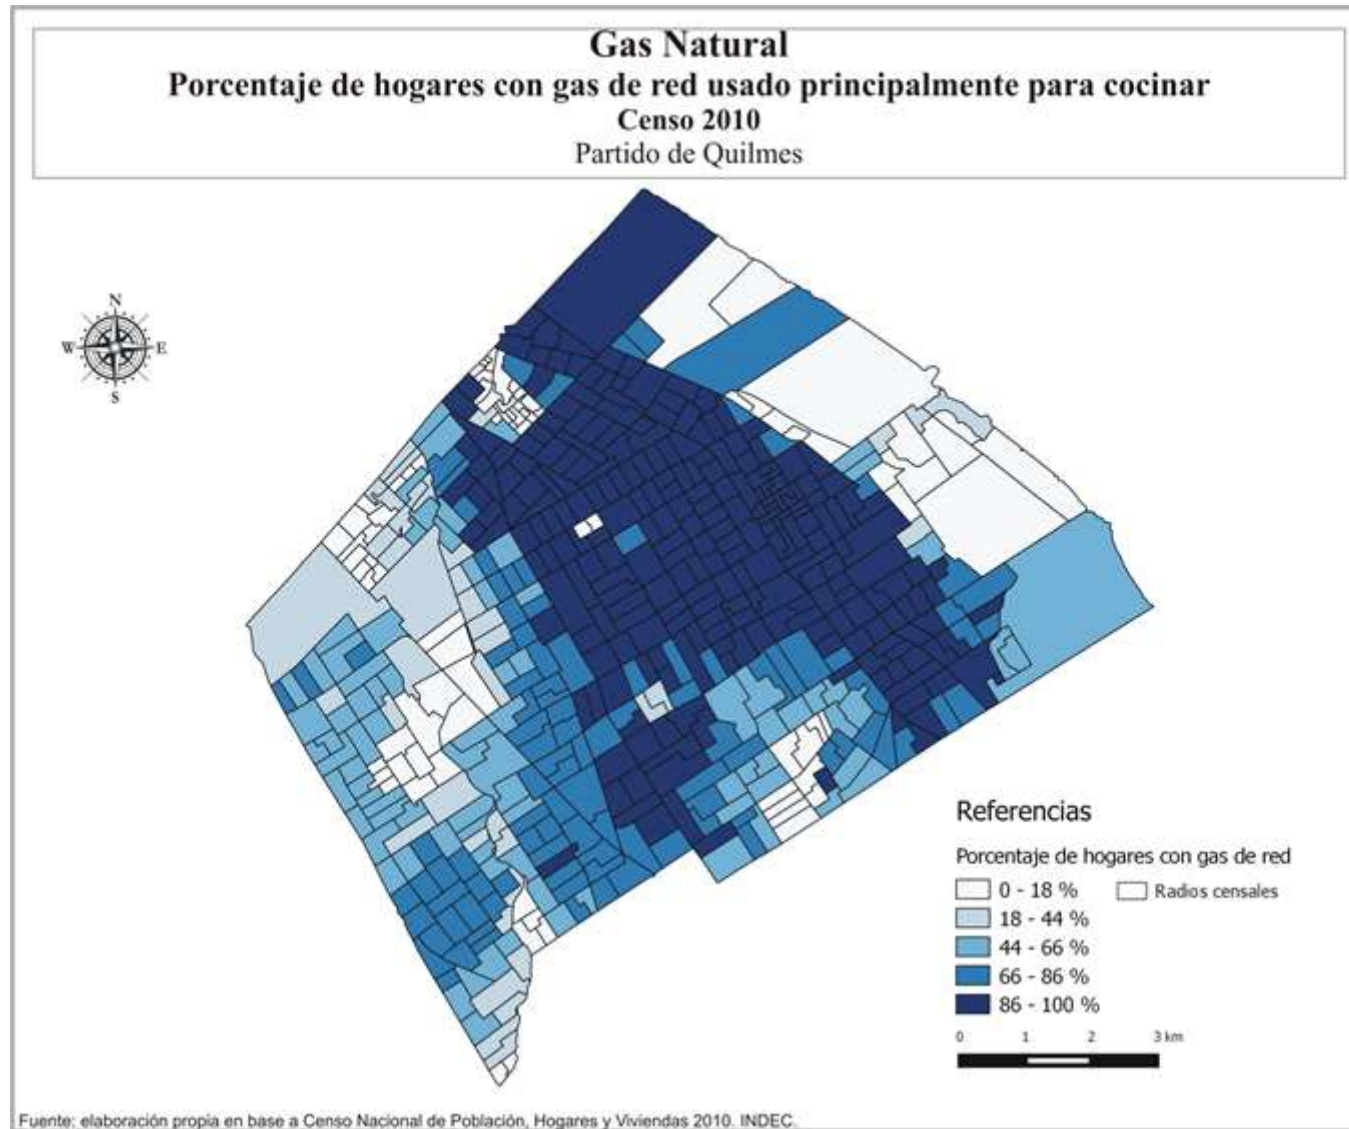 Gas Natural
Porcentaje de hogares con gas de red usado principalmente para cocinar
Censo 2010
Partido de Quilmes
N
W E
S
Referencias
Porcentaje de hogares con gas de red
0 - 18 % Radios censales
18 - 44 %
44 - 66 %
66 - 86 %
86 - 100 %
0 1 2 3 km
Fuente: elaboración propia en base a Censo Nacional de Población, Hogares y Viviendas 2010. INDEC.